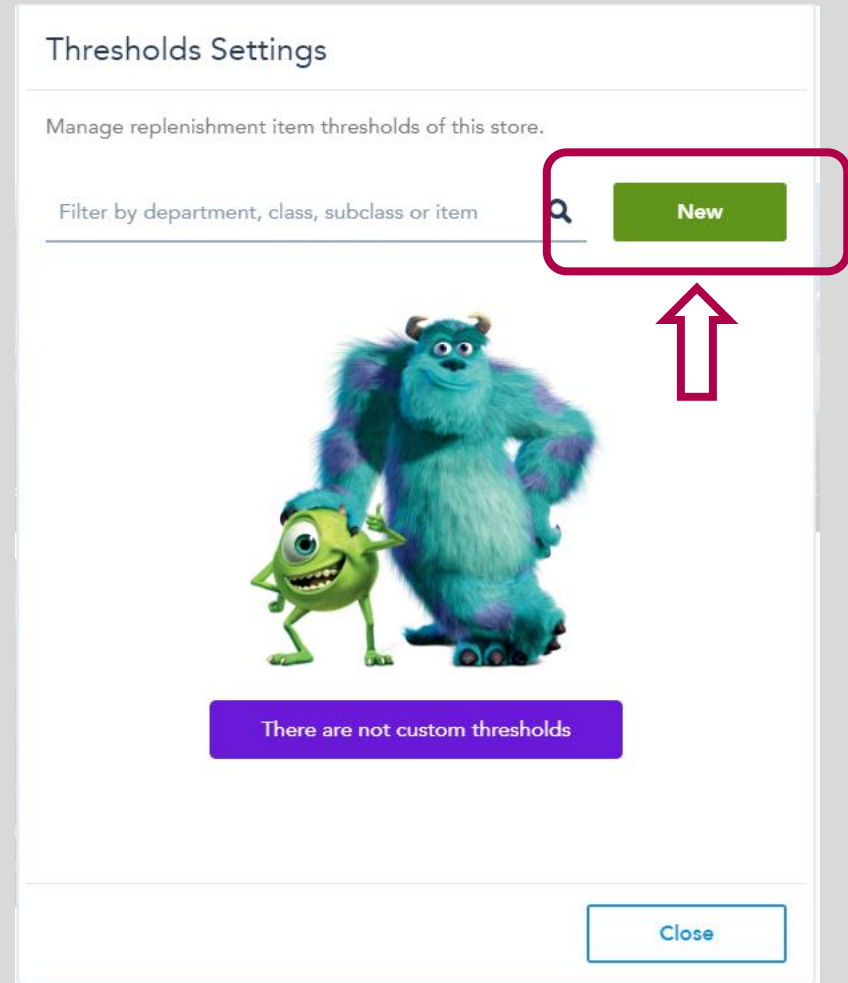 Thresholds Settings
Manage replenishment item thresholds of this store.
Filter by department, class, subclass or item
New
There are not custom thresholds
Close